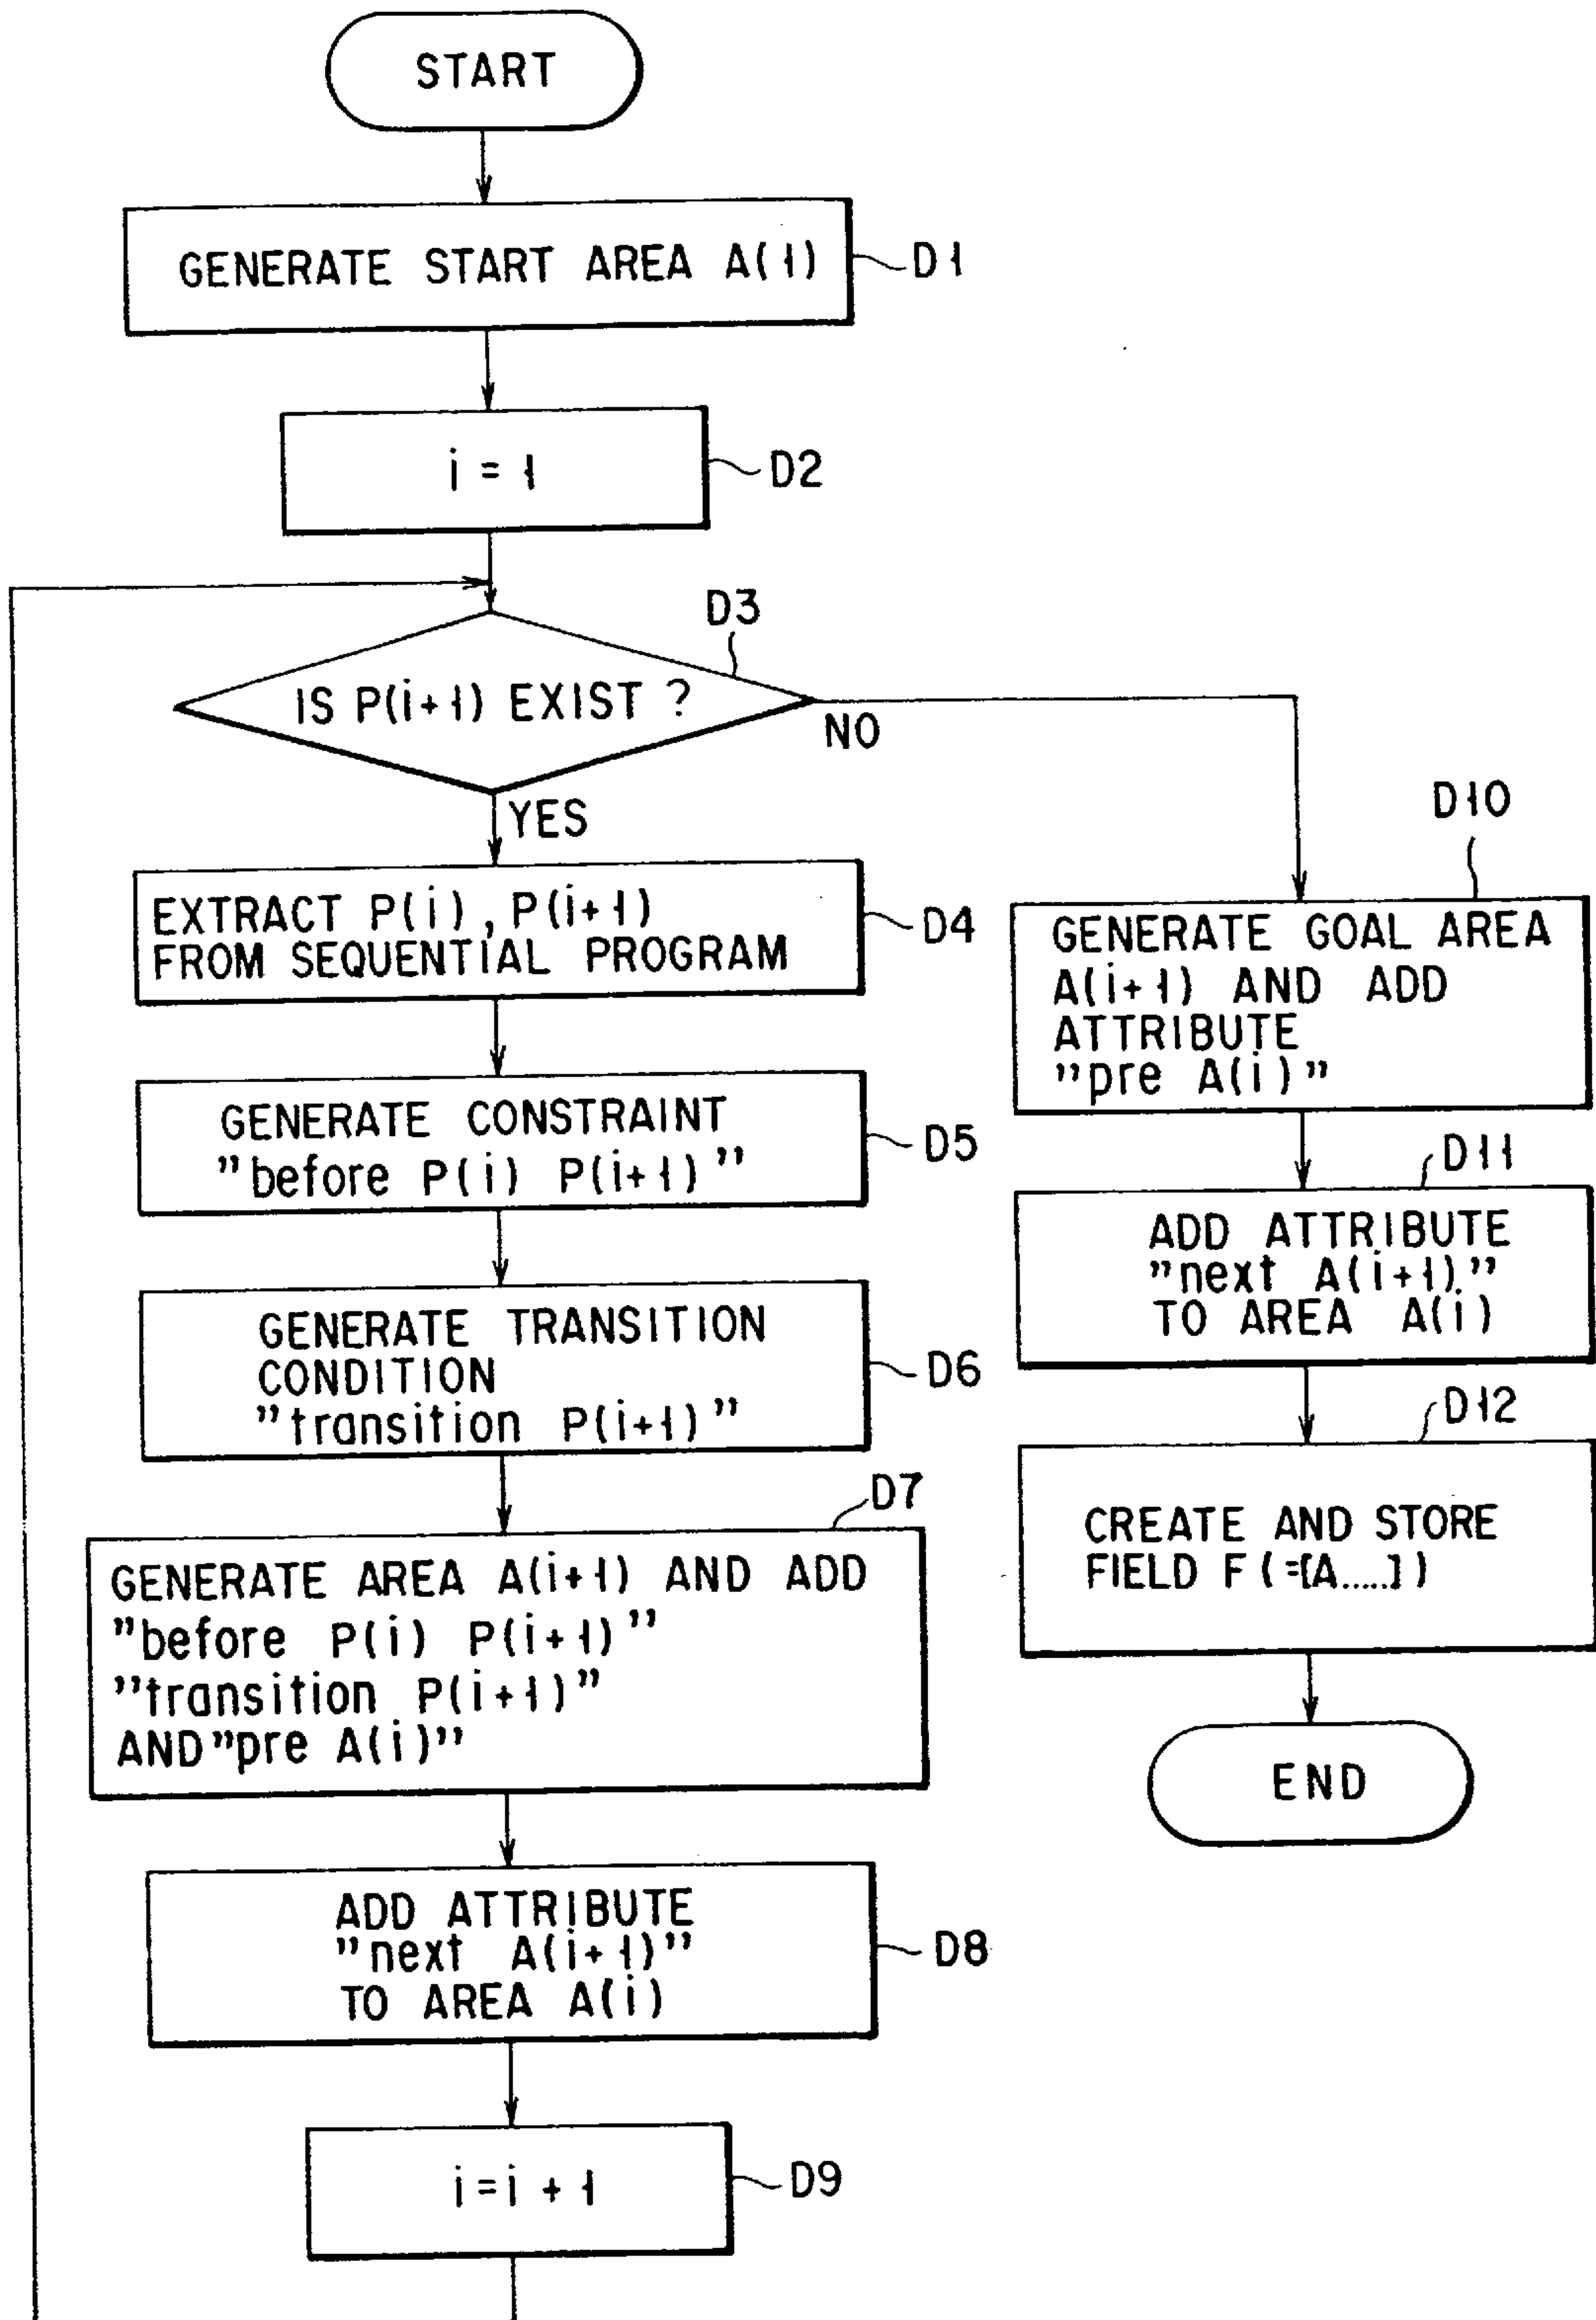 START
GENERATE START AREA A(1)
D1
i = 1
D2
D3
IS P(i+1) EXIST ?
NO
YES
EXTRACT P(i), P(i+1)
FROM SEQUENTIAL PROGRAM
D4
GENERATE CONSTRAINT
"before P(i) P(i+1)"
D5
GENERATE TRANSITION
CONDITION
"transition P(i+1)"
D6
D7
GENERATE AREA A(i+1) AND ADD
"before P(i) P(i+1)"
"transition P(i+1)"
AND "pre A(i)"
ADD ATTRIBUTE
"next A(i+1)"
TO AREA A(i)
D8
i = i + 1
D9
D10
GENERATE GOAL AREA
A(i+1) AND ADD
ATTRIBUTE
"pre A(i)"
D11
ADD ATTRIBUTE
"next A(i+1)"
TO AREA A(i)
D12
CREATE AND STORE
FIELD F (=[A.....])
END